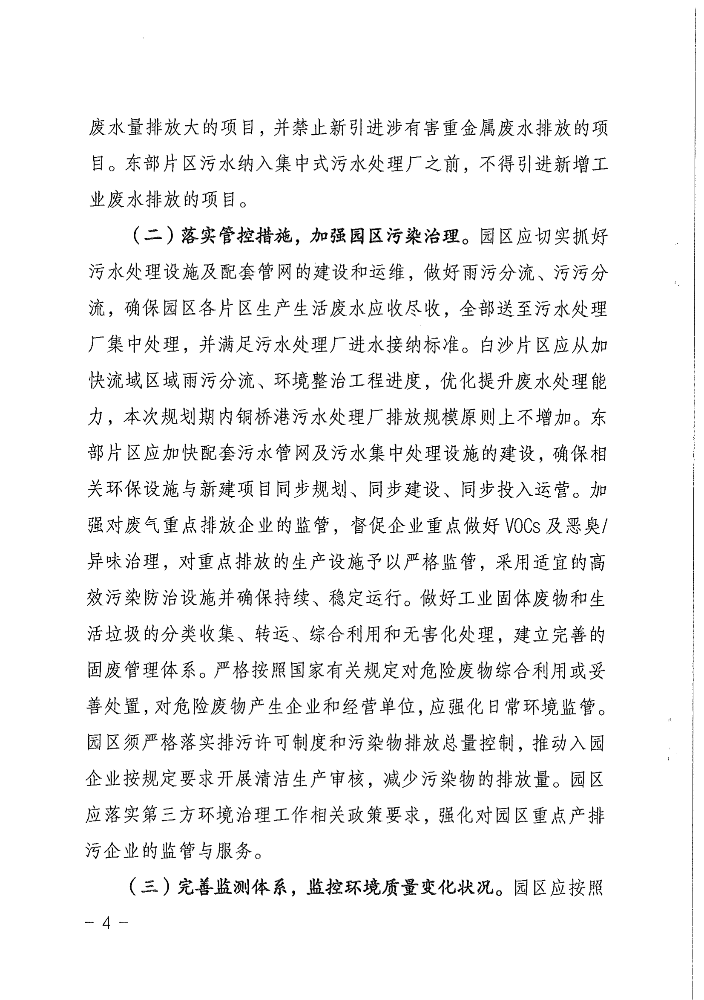 废水量排放大的项目，并禁止新引进涉有害重金属废水排放的项
目。东部片区污水纳入集中式污水处理厂之前，不得引进新增工
业废水排放的项目。
（二）落实管控措施，加强园区污染治理。园区应切实抓好
污水处理设施及配套管网的建设和运维，做好雨污分流、污污分
流，确保园区各片区生产生活废水应收尽收，全部送至污水处理
厂集中处理，并满足污水处理厂进水接纳标准。白沙片区应从加
快流域区域雨污分流、环境整治工程进度，优化提升废水处理能
力，本次规划期内铜桥港污水处理厂排放规模原则上不增加。东
部片区应加快配套污水管网及污水集中处理设施的建设，确保相
关环保设施与新建项目同步规划、同步建设、同步投入运营。加
强对废气重点排放企业的监管，督促企业重点做好 VOCs 及恶臭/
异味治理，对重点排放的生产设施予以严格监管，采用适宜的高
效污染防治设施并确保持续、稳定运行。做好工业固体废物和生
活垃圾的分类收集、转运、综合利用和无害化处理，建立完善的
固废管理体系。严格按照国家有关规定对危险废物综合利用或妥
善处置，对危险废物产生企业和经营单位，应强化日常环境监管。
园区须严格落实排污许可制度和污染物排放总量控制，推动入园
企业按规定要求开展清洁生产审核，减少污染物的排放量。园区
应落实第三方环境治理工作相关政策要求，强化对园区重点产排
污企业的监管与服务。
（三）完善监测体系，监控环境质量变化状况。园区应按照
- 4 -